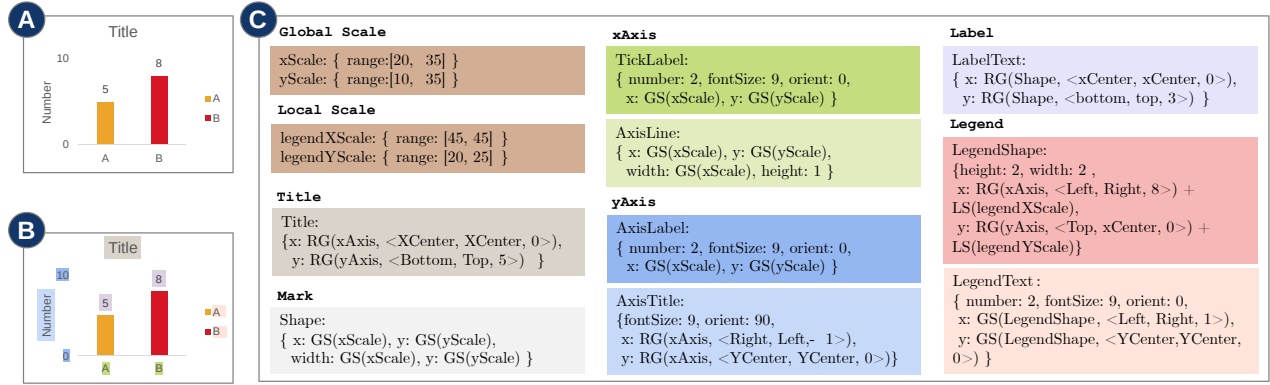 A
Title
10
8
5
Number
A
B
0
A
B
B
Title
10
8
5
Number
A
B
0
A
B
C
Global Scale
xScale: { range:[20, 35] }
yScale: { range:[10, 35] }
Local Scale
legendXScale: { range: [45, 45] }
legendYScale: { range: [20, 25] }
Title
Title:
{x: RG(xAxis, <XCenter, XCenter, 0>),
y: RG(yAxis, <Bottom, Top, 5>) }
Mark
Shape:
{ x: GS(xScale), y: GS(yScale),
width: GS(xScale), y: GS(yScale) }
xAxis
TickLabel:
{ number: 2, fontSize: 9, orient: 0,
x: GS(xScale), y: GS(yScale) }
AxisLine:
{ x: GS(xScale), y: GS(yScale),
width: GS(xScale), height: 1 }
yAxis
AxisLabel:
{ number: 2, fontSize: 9, orient: 0,
x: GS(xScale), y: GS(yScale) }
AxisTitle:
{fontSize: 9, orient: 90,
x: RG(xAxis, <Right, Left,- 1>),
y: RG(xAxis, <YCenter, YCenter, 0>)}
Label
LabelText:
{ x: RG(Shape, <xCenter, xCenter, 0>),
y: RG(Shape, <bottom, top, 3>) }
Legend
LegendShape:
{height: 2, width: 2 ,
x: RG(xAxis, <Left, Right, 8>) +
LS(legendXScale),
y: RG(yAxis, <Top, xCenter, 0>) +
LS(legendYScale)}
LegendText:
{ number: 2, fontSize: 9, orient: 0,
x: GS(LegendShape, <Left, Right, 1>),
y: GS(LegendShape, <YCenter,YCenter,
0>) }